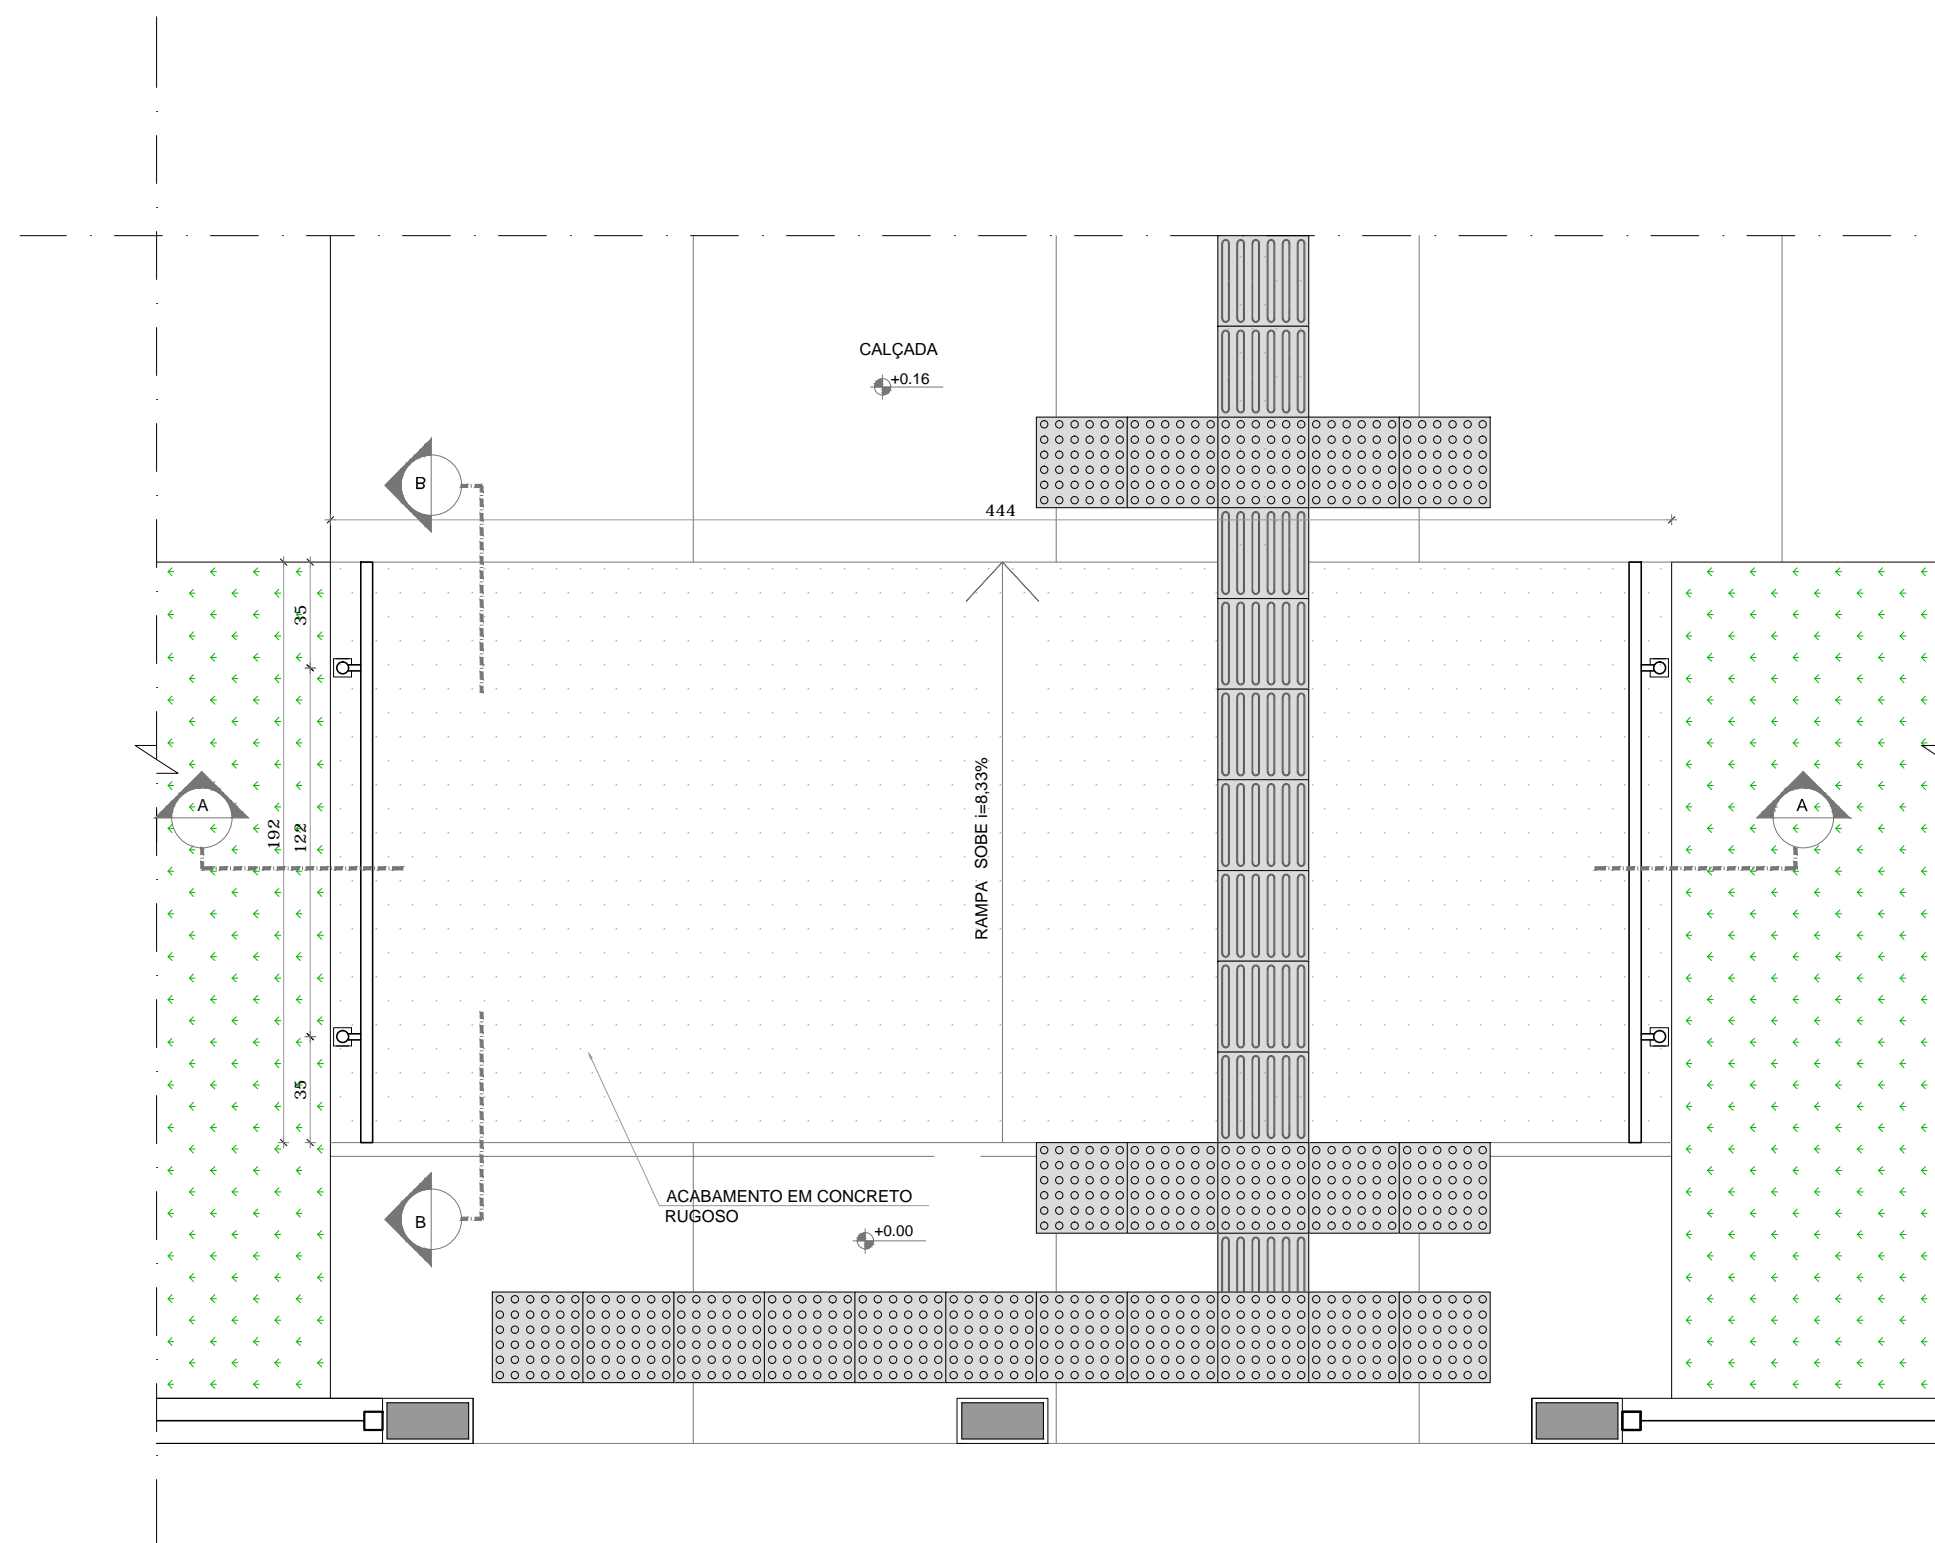 CALÇADA
+0.16
B
444
35
RAMPA  SOBE i=8,33%
A
A
192
122
35
ACABAMENTO EM CONCRETO
RUGOSO
B
+0.00